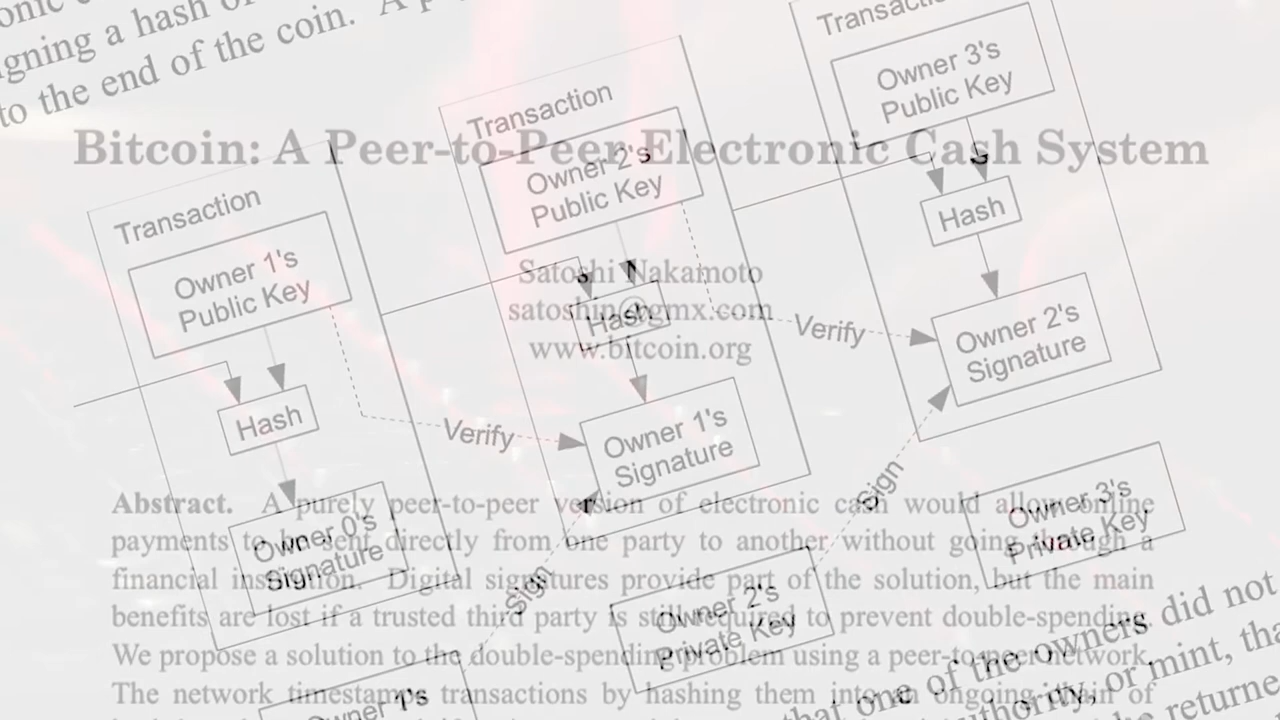 igning a hash of
to the end of the coin. A
Bitcoin: A Peer-to-Peer Electronic Cash System
Satoshi Nakamoto
satoshin@gmx.com
www.bitcoin.org
Transaction
Owner 1's
Public Key
Hash
Owner 0's
Signature
Verify
Transaction
Owner 2's
Public Key
Hash
Owner 1's
Signature
Verify
Transaction
Owner 3's
Public Key
Hash
Owner 2's
Signature
Sign
Sign
Owner 1's
Owner 2's
Private Key
Owner 3's
Private Key
Abstract. A purely peer-to-peer version of electronic cash would allow online
payments to be sent directly from one party to another without going through a
financial institution. Digital signatures provide part of the solution, but the main
benefits are lost if a trusted third party is still required to prevent double-spending.
We propose a solution to the double-spending problem using a peer-to-peer network.
The network timestamps transactions by hashing them into an ongoing chain of
that one of the owners did not
uthority, or mint, tha
returne